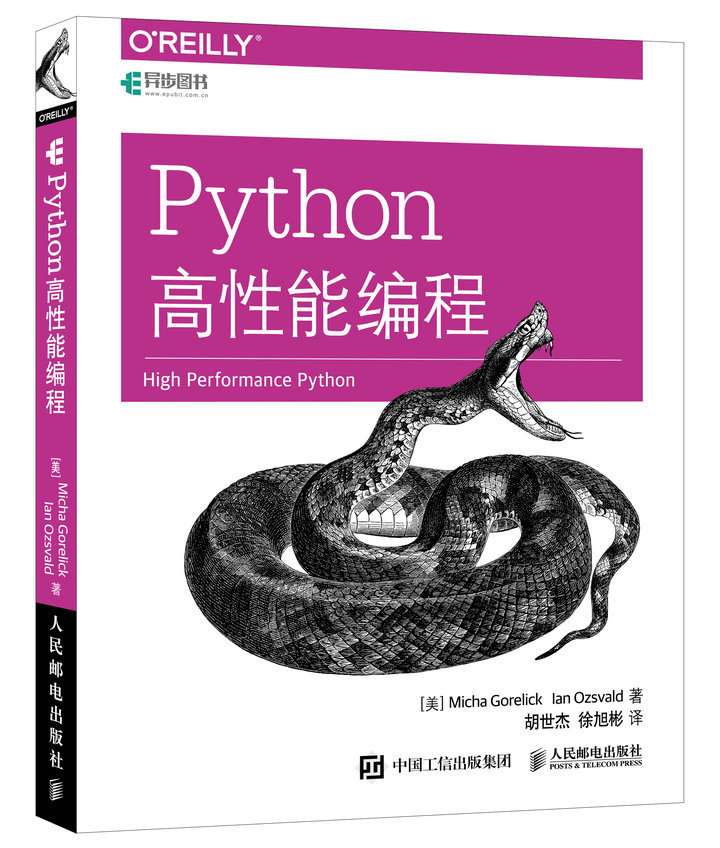 O'REILLY®
异步图书
www.epubit.com.cn
Python
高性能编程
High Performance Python
[美] Micha Gorelick Ian Ozsvald 著
胡世杰 徐旭彬 译
中国工信出版集团
人民邮电出版社
POSTS & TELECOM PRESS
O'REILLY®
Python高性能编程
[美] Micha Gorelick
Ian Ozsvald 著
人民邮电出版社